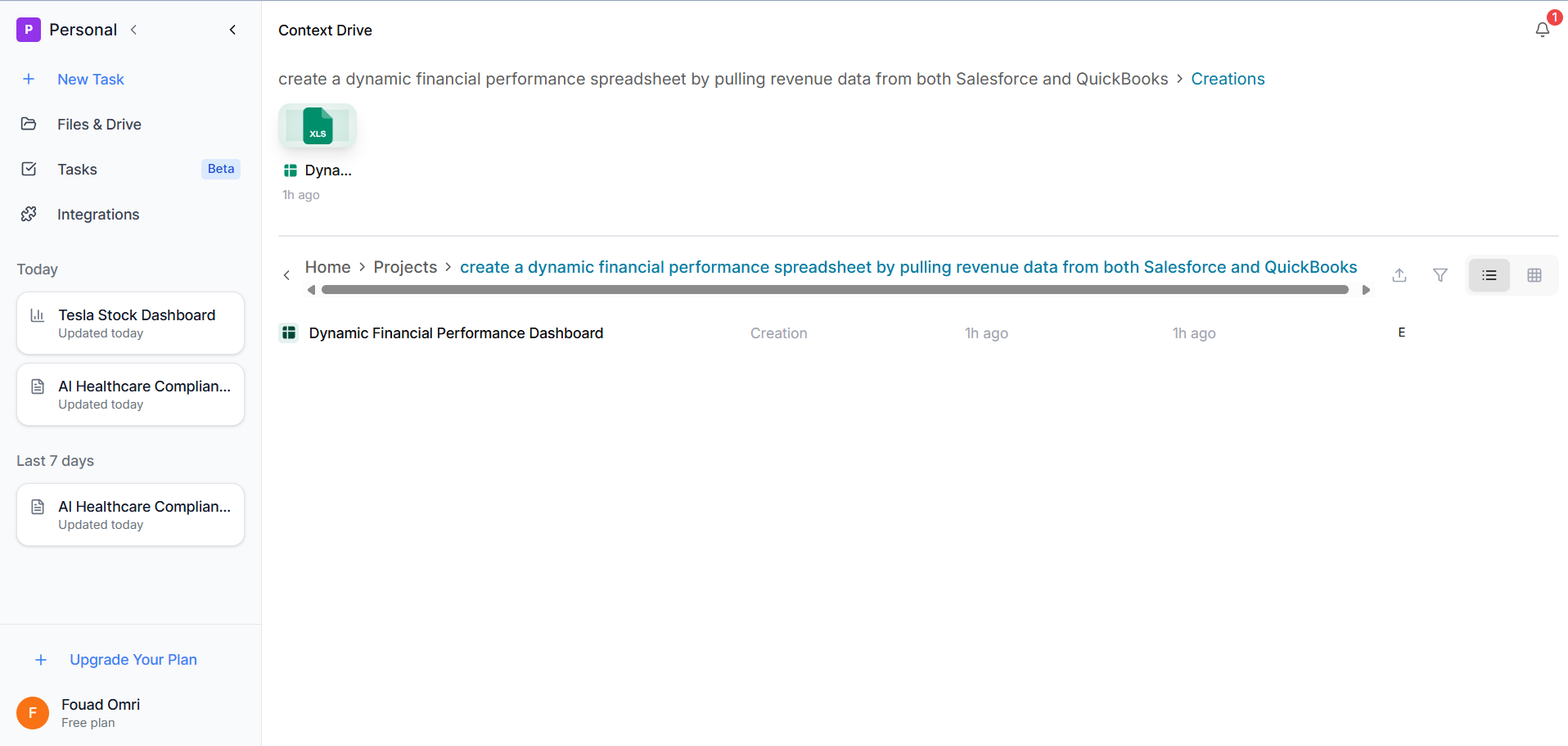 P Personal
New Task
Files & Drive
Tasks Beta
Integrations
Today
Tesla Stock Dashboard
Updated today
AI Healthcare Complian...
Updated today
Last 7 days
AI Healthcare Complian...
Updated today
Upgrade Your Plan
F Fouad Omri
Free plan
Context Drive
1
create a dynamic financial performance spreadsheet by pulling revenue data from both Salesforce and QuickBooks > Creations
XLS
Dyna...
1h ago
Home > Projects > create a dynamic financial performance spreadsheet by pulling revenue data from both Salesforce and QuickBooks
Dynamic Financial Performance Dashboard Creation 1h ago 1h ago E